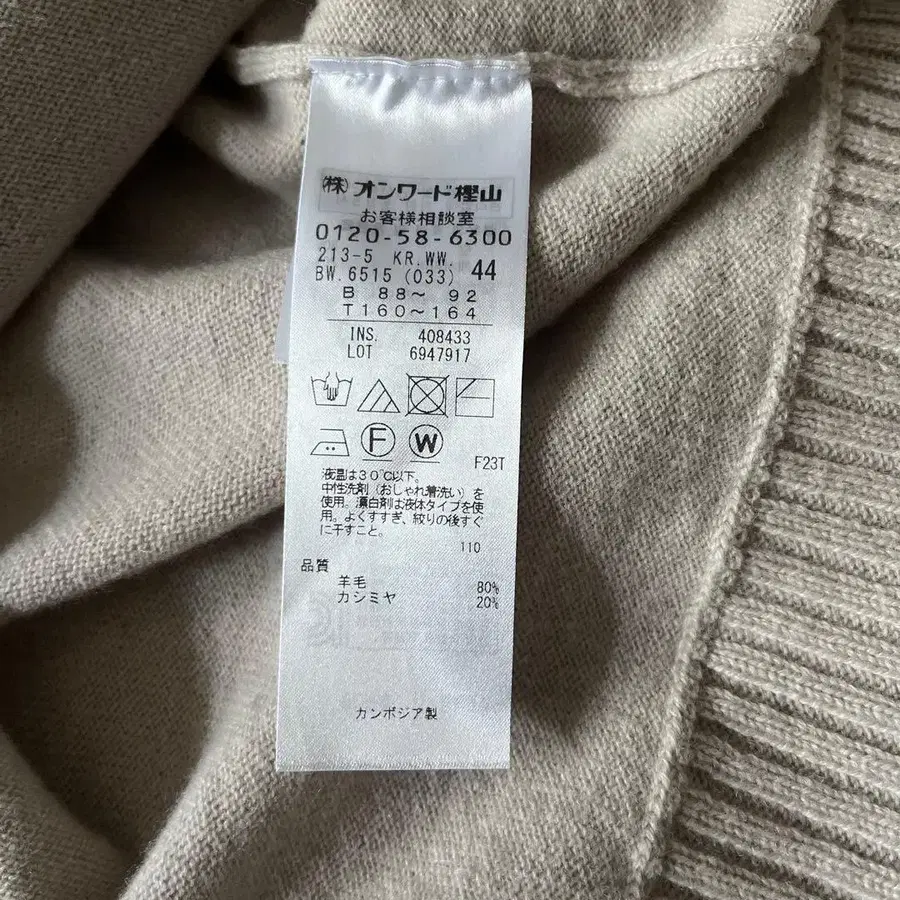 ㈱オンワード樫山
お客様相談室
0120-58-6300
213-5 KR.WW.
BW.6515 (033) 44
B 88～ 92
T160～164
INS. 408433
LOT 6947917
F W
F23T
液温は30℃以下。
中性洗剤（おしゃれ着洗い）を
使用。漂白剤は液体タイプを使
用。よくすすぎ、絞りの後すぐ
に干すこと。
110
品質
羊毛 80%
カシミヤ 20%
カンボジア製